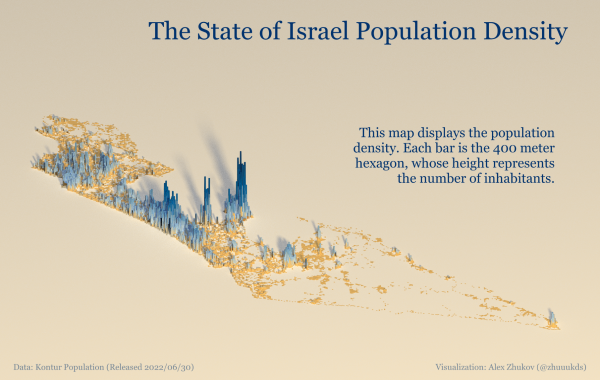 The State of Israel Population Density
This map displays the population
density. Each bar is the 400 meter
hexagon, whose height represents
the number of inhabitants.
Data: Kontur Population (Released 2022/06/30)
Visualization: Alex Zhukov (@zhuuukds)